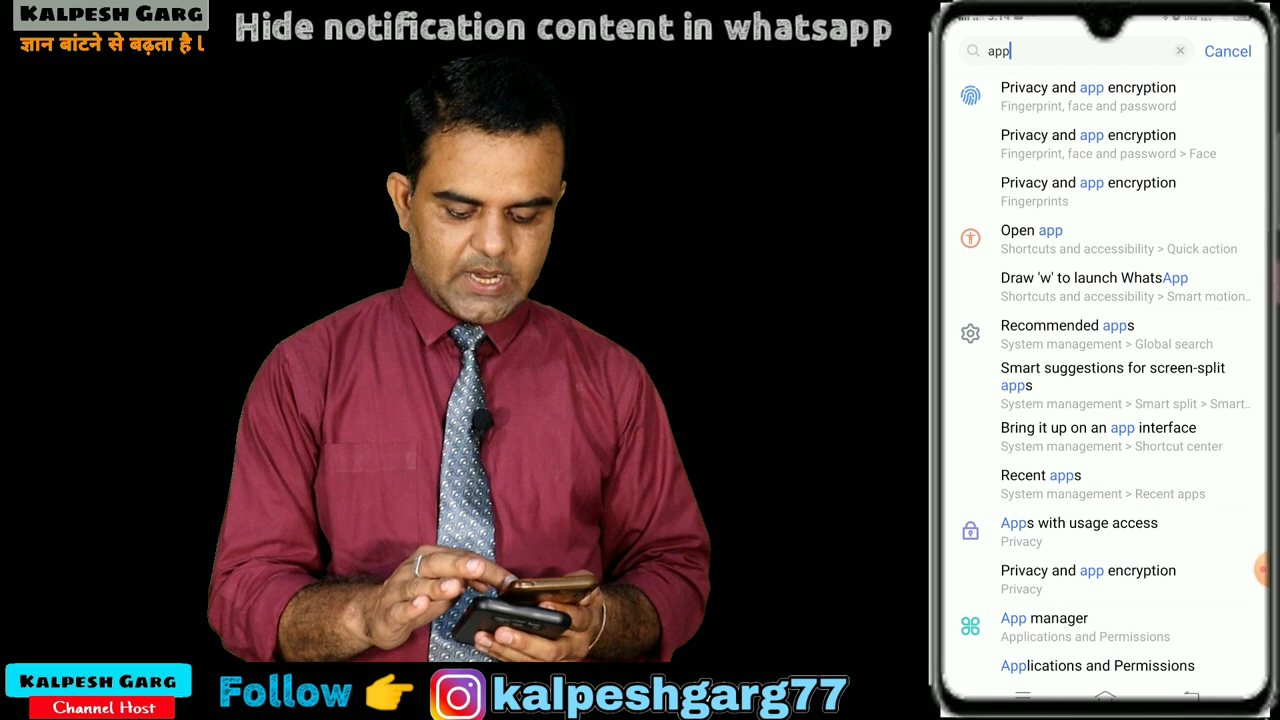 KALPESH GARG
ज्ञान बांटने से बढ़ता है l
Hide notification content in whatsapp
app
Cancel
Privacy and app encryption
Fingerprint, face and password
Privacy and app encryption
Fingerprint, face and password > Face
Privacy and app encryption
Fingerprints
Open app
Shortcuts and accessibility > Quick action
Draw 'w' to launch WhatsApp
Shortcuts and accessibility > Smart motion..
Recommended apps
System management > Global search
Smart suggestions for screen-split
apps
System management > Smart split > Smart..
Bring it up on an app interface
System management > Shortcut center
Recent apps
System management > Recent apps
Apps with usage access
Privacy
Privacy and app encryption
Privacy
App manager
Applications and Permissions
Applications and Permissions
KALPESH GARG
Channel Host
Follow 👉 kalpeshgarg77